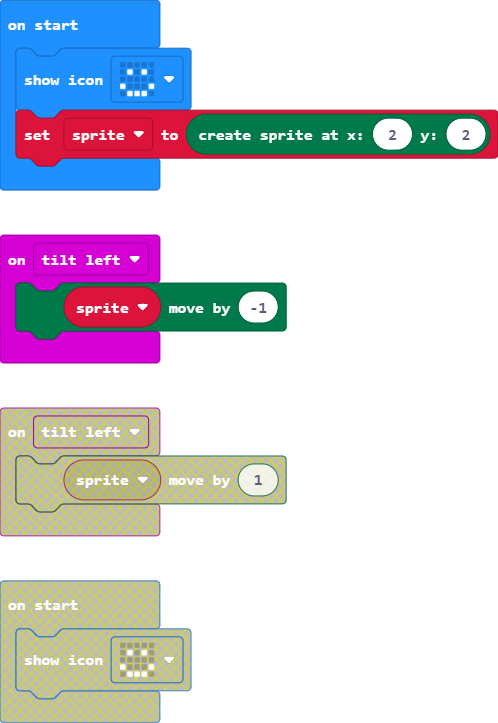 on start
show icon
set sprite to create sprite at x: 2 y: 2
on tilt left
sprite move by -1
on tilt left
sprite move by 1
on start
show icon